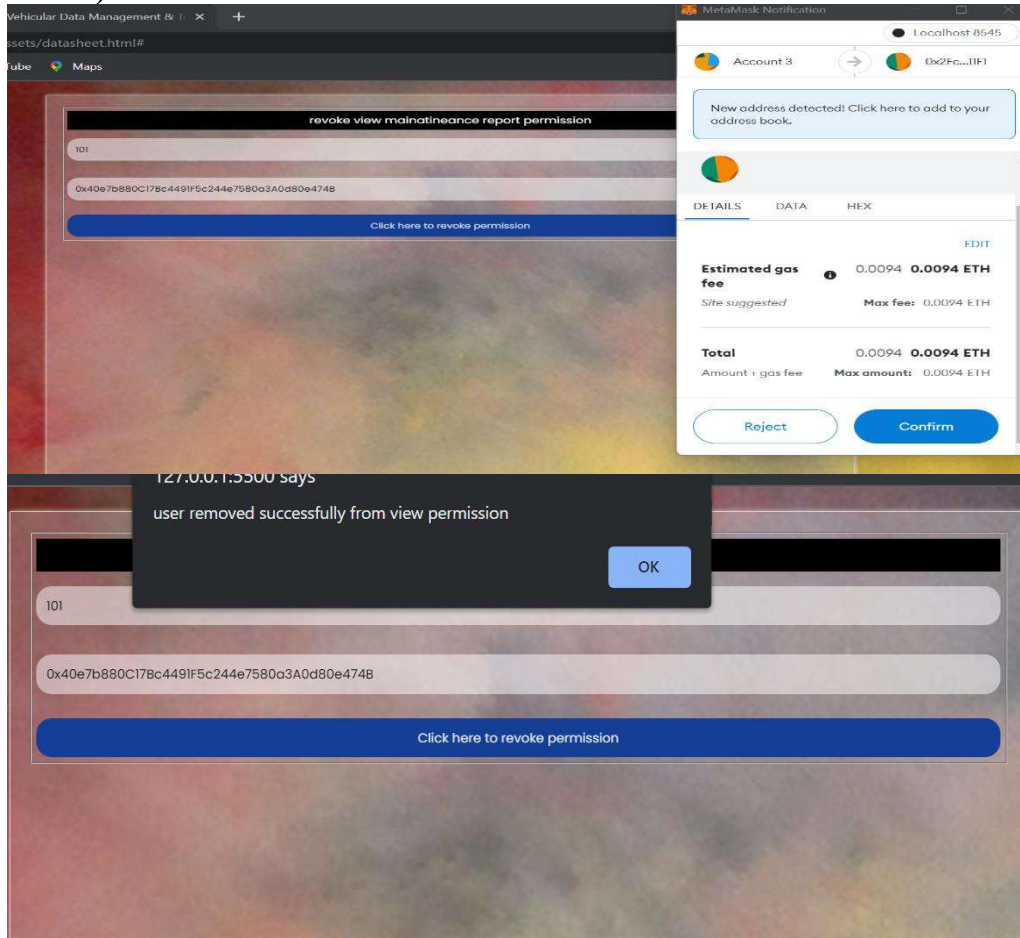 Vehicular Data Management & T
ssets/datasheet.html#
Tube Maps
revoke view mainatineance report permission
101
0x40e7b880C17Bc4491F5c244e7580a3A0d80e474B
Click here to revoke permission
MetaMask Notification
Localhost 8545
Account 3
0x2Fc...11F1
New address detected! Click here to add to your
address book.
DETAILS DATA HEX
EDIT
Estimated gas 0.0094 0.0094 ETH
fee
Site suggested Max fee: 0.0094 ETH
Total 0.0094 0.0094 ETH
Amount + gas fee Max amount: 0.0094 ETH
Reject Confirm
127.0.0.1:5500 says
user removed successfully from view permission
OK
101
0x40e7b880C17Bc4491F5c244e7580a3A0d80e474B
Click here to revoke permission